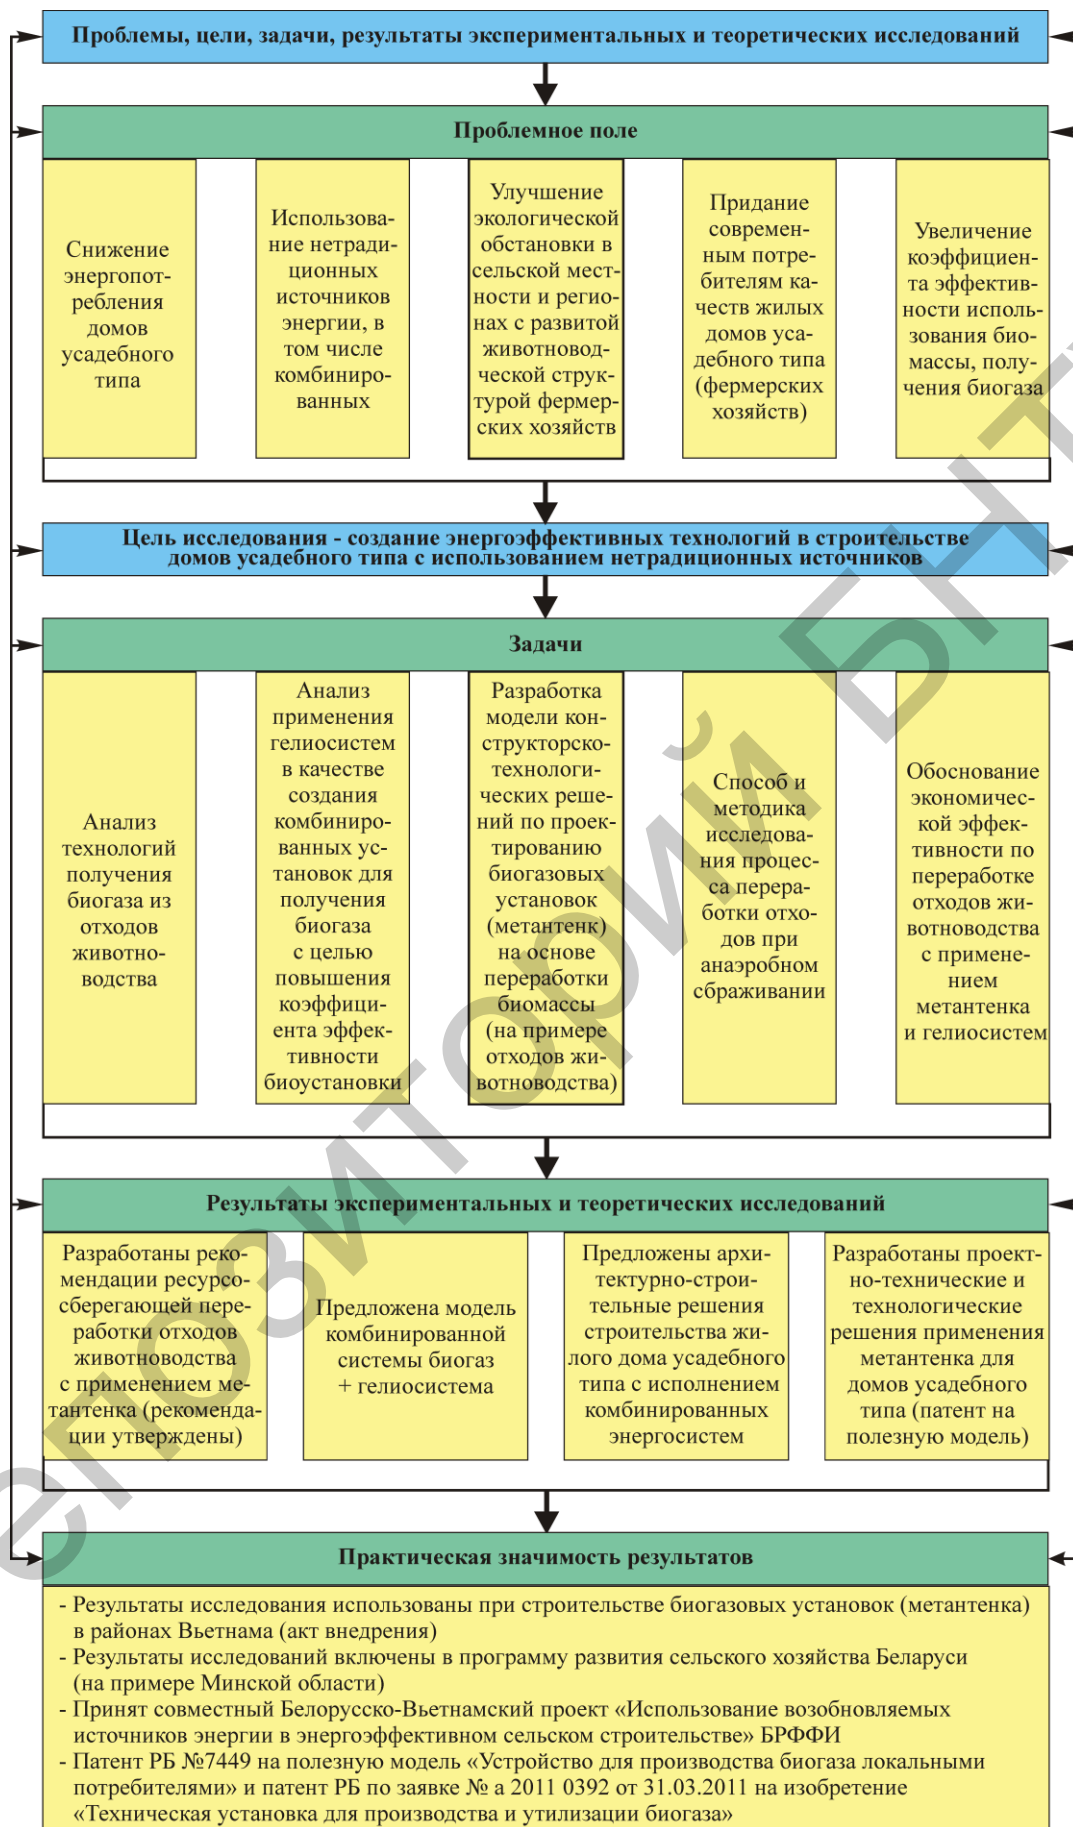 Проблемы, цели, задачи, результаты экспериментальных и теоретических исследований
Проблемное поле
Снижение
энергопот-
ребления
домов
усадебного
типа
Использова-
ние нетради-
ционных
источников
энергии, в
том числе
комбиниро-
ванных
Улучшение
экологической
обстановки в
сельской мест-
ности и регио-
нах с развитой
животновод-
ческой струк-
турой фермер-
ских хозяйств
Придание
современ-
ным потре-
бителям ка-
честв жилых
домов уса-
дебного типа
(фермерских
хозяйств)
Увеличение
коэффициен-
та эффектив-
ности исполь-
зования био-
массы, полу-
чения биогаза
Цель исследования - создание энергоэффективных технологий в строительстве
домов усадебного типа с использованием нетрадиционных источников
Задачи
Анализ
технологий
получения
биогаза из
отходов
животно-
водства
Анализ
применения
гелиосистем
в качестве
создания
комбиниро-
ванных ус-
тановок для
получения
биогаза
с целью
повышения
коэффици-
ента эффек-
тивности
биоустановки
Разработка
модели кон-
структорско-
технологи-
ческих реше-
ний по проек-
тированию
биогазовых
установок
(метантенк)
на основе
переработки
биомассы
(на примере
отходов жи-
вотноводства)
Способ и
методика
исследова-
ния процес-
са перера-
ботки отхо-
дов при
анаэробном
сбраживании
Обоснование
экономичес-
кой эффек-
тивности по
переработке
отходов жи-
вотноводства
с примене-
нием
метантенка
и гелиосистем
Результаты экспериментальных и теоретических исследований
Разработаны реко-
мендации ресурсо-
сберегающей пере-
работки отходов
животноводства
с применением ме-
тантенка (рекоменда-
ции утверждены)
Предложена модель
комбинированной
системы биогаз
+ гелиосистема
Предложены архи-
тектурно-строи-
тельные решения
строительства жи-
лого дома усадебного
типа с исполнением
комбинированных
энергосистем
Разработаны проект-
но-технические и
технологические
решения применения
метантенка для
домов усадебного
типа (патент на
полезную модель)
Практическая значимость результатов
- Результаты исследования использованы при строительстве биогазовых установок (метантенка)
в районах Вьетнама (акт внедрения)
- Результаты исследований включены в программу развития сельского хозяйства Беларуси
(на примере Минской области)
- Принят совместный Белорусско-Вьетнамский проект «Использование возобновляемых
источников энергии в энергоэффективном сельском строительстве» БРФФИ
- Патент РБ №7449 на полезную модель «Устройство для производства биогаза локальными
потребителями» и патент РБ по заявке № а 2011 0392 от 31.03.2011 на изобретение
«Техническая установка для производства и утилизации биогаза»